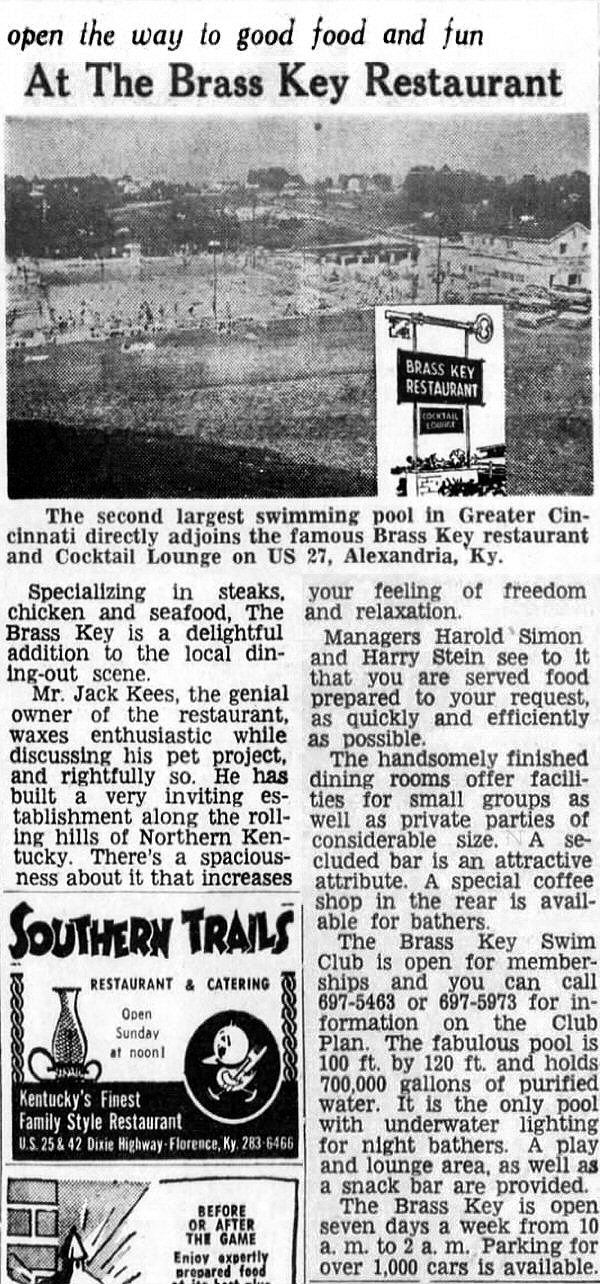 open the way to good food and fun
At The Brass Key Restaurant
BRASS KEY
RESTAURANT
COCKTAIL
LOUNGE
The second largest swimming pool in Greater Cin-
cinnati directly adjoins the famous Brass Key restaurant
and Cocktail Lounge on US 27, Alexandria, Ky.
Specializing in steaks,
chicken and seafood, The
Brass Key is a delightful
addition to the local din-
ing-out scene.
Mr. Jack Kees, the genial
owner of the restaurant,
waxes enthusiastic while
discussing his pet project,
and rightfully so. He has
built a very inviting es-
tablishment along the roll-
ing hills of Northern Ken-
tucky. There's a spacious-
ness about it that increases
your feeling of freedom
and relaxation.
Managers Harold Simon
and Harry Stein see to it
that you are served food
prepared to your request,
as quickly and efficiently
as possible.
The handsomely finished
dining rooms offer facili-
ties for small groups as
well as private parties of
considerable size. A se-
cluded bar is an attractive
attribute. A special coffee
shop in the rear is avail-
able for bathers.
The Brass Key Swim
Club is open for member-
ships and you can call
697-5463 or 697-5973 for in-
formation on the Club
Plan. The fabulous pool is
100 ft. by 120 ft. and holds
700,000 gallons of purified
water. It is the only pool
with underwater lighting
for night bathers. A play
and lounge area, as well as
a snack bar are provided.
The Brass Key is open
seven days a week from 10
a. m. to 2 a. m. Parking for
over 1,000 cars is available.
SOUTHERN TRAILS
RESTAURANT & CATERING
Open
Sunday
at noon!
Kentucky's Finest
Family Style Restaurant
U.S. 25 & 42 Dixie Highway - Florence, Ky. 283-6466
BEFORE
OR AFTER
THE GAME
Enjoy expertly
prepared food